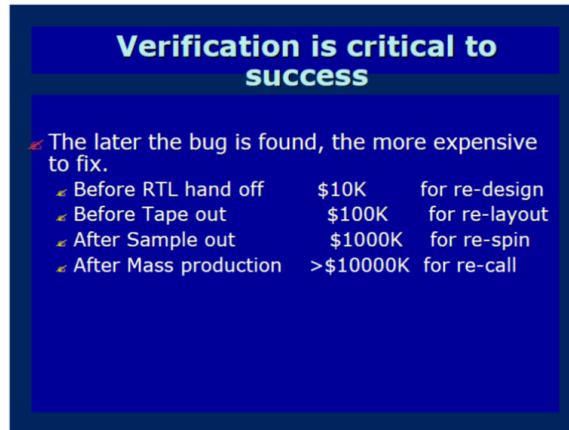 Verification is critical to
success
The later the bug is found, the more expensive
to fix.
Before RTL hand off $10K for re-design
Before Tape out $100K for re-layout
After Sample out $1000K for re-spin
After Mass production >$10000K for re-call